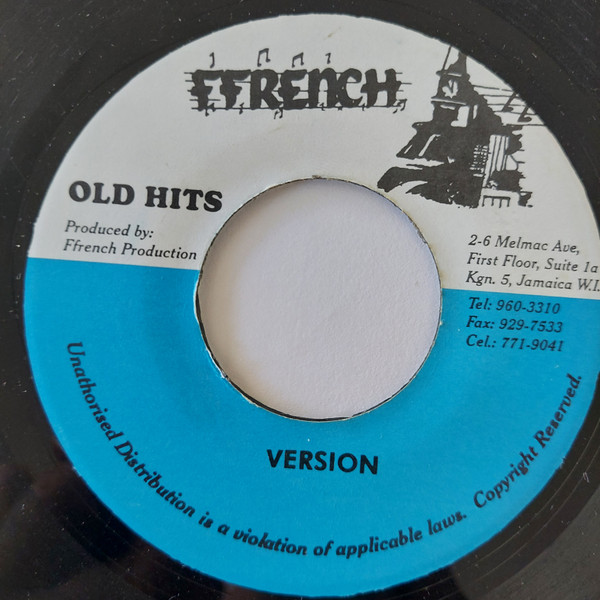 FFRENCH
OLD HITS
Produced by:
Ffrench Production
2-6 Melmac Ave,
First Floor, Suite 1a
Kgn. 5, Jamaica W.I.
Tel: 960-3310
Fax: 929-7533
Cel.: 771-9041
VERSION
Unathorised Distribution is a violation of applicable laws. Copyright Reserved.